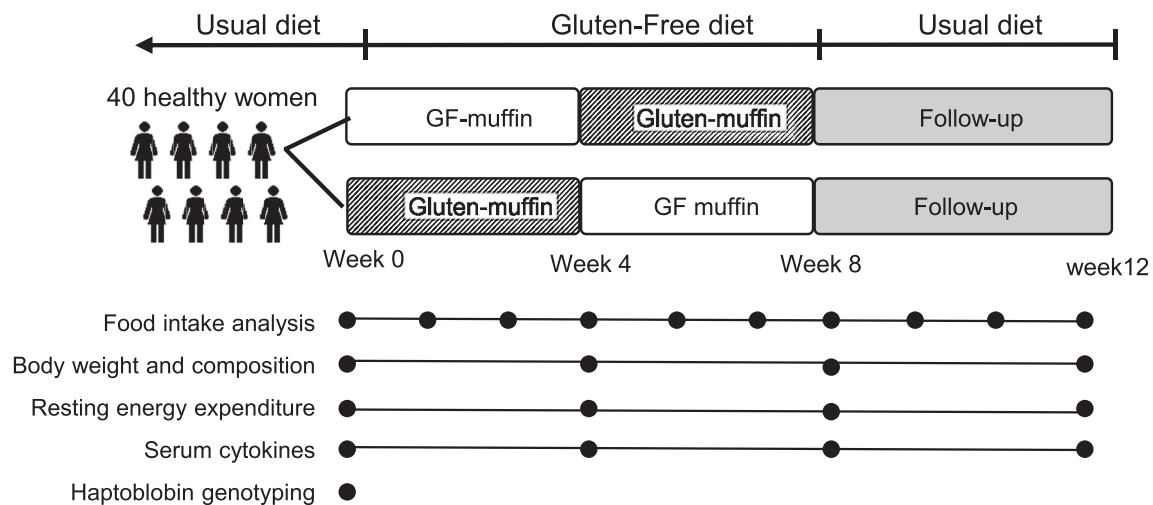 Usual diet Gluten-Free diet Usual diet
40 healthy women
GF-muffin Gluten-muffin Follow-up
Gluten-muffin GF muffin Follow-up
Week 0 Week 4 Week 8 week12
Food intake analysis
Body weight and composition
Resting energy expenditure
Serum cytokines
Haptoblobin genotyping